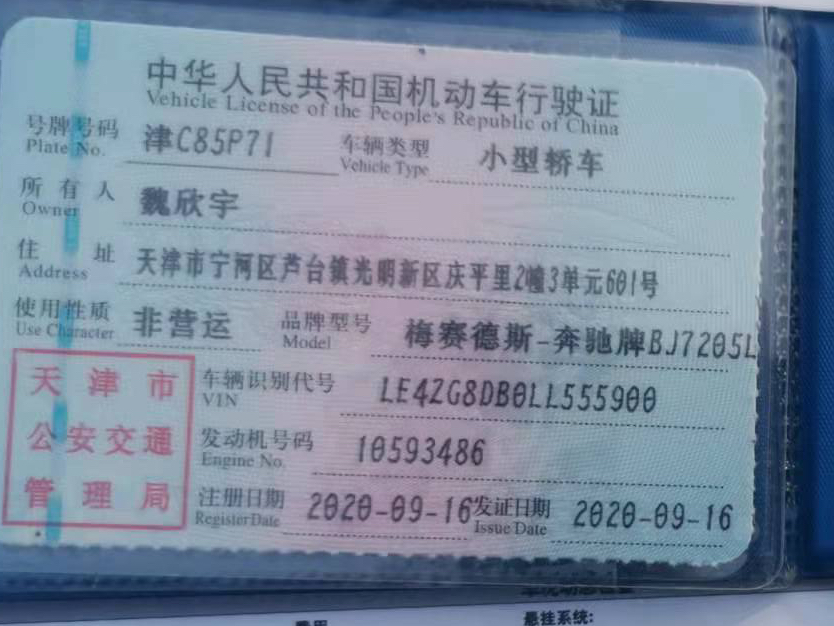 中华人民共和国机动车行驶证
Vehicle License of the People's Republic of China
号牌号码 津C85P71 车辆类型 小型轿车
Plate No. Vehicle Type
所有人 魏欣宇
Owner
住址 天津市宁河区芦台镇光明新区庆平里2幢3单元601号
Address
使用性质 非营运 品牌型号 梅赛德斯-奔驰牌BJ7205L
Use Character Model
天津市
公安交通
管理局
车辆识别代号 LE4ZG8DB0LL555900
VIN
发动机号码 10593486
Engine No.
注册日期 2020-09-16 发证日期 2020-09-16
Register Date Issue Date
悬挂系统: